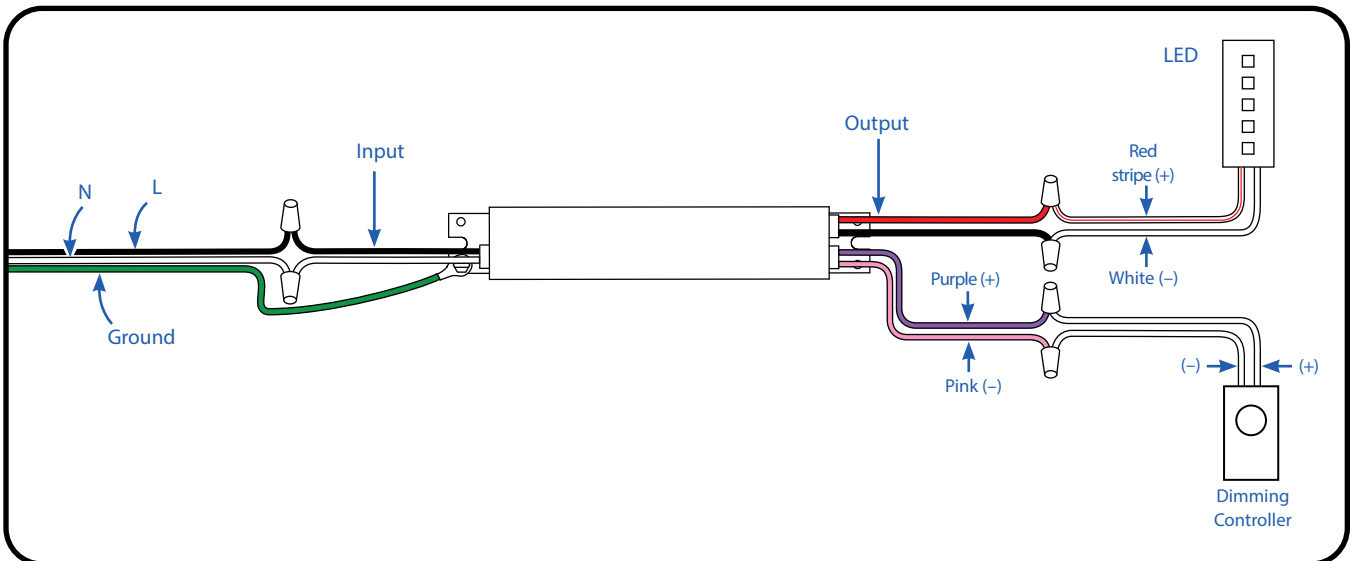 LED
Output
Red
stripe (+)
Input
N
L
Purple (+)
White (–)
Ground
Pink (–)
(–)
(+)
Dimming
Controller